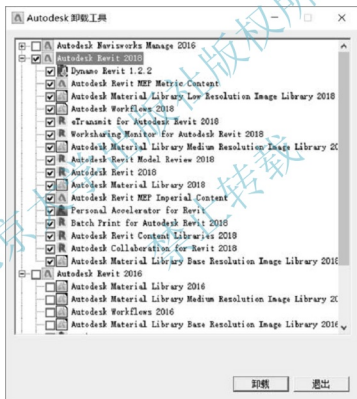 Autodesk 卸载工具
Autodesk Navisworks Manage 2016
Autodesk Revit 2018
Dynamo Revit 1.2.2
Autodesk Revit MEP Metric Content
Autodesk Material Library Low Resolution Image Library 2018
Autodesk Workflows 2018
eTransmit for Autodesk Revit 2018
Worksharing Monitor for Autodesk Revit 2018
Autodesk Material Library Medium Resolution Image Library 20
Autodesk Revit Model Review 2018
Autodesk Revit 2018
Autodesk Material Library 2018
Autodesk Revit MEP Imperial Content
Personal Accelerator for Revit
Batch Print for Autodesk Revit 2018
Autodesk Revit Content Libraries 2018
Autodesk Collaboration for Revit 2018
Autodesk Material Library Base Resolution Image Library 2018
Autodesk Revit 2016
Autodesk Material Library 2016
Autodesk Material Library Medium Resolution Image Library 20
Autodesk Workflows 2016
Autodesk Material Library Base Resolution Image Library 2016
卸载 退出